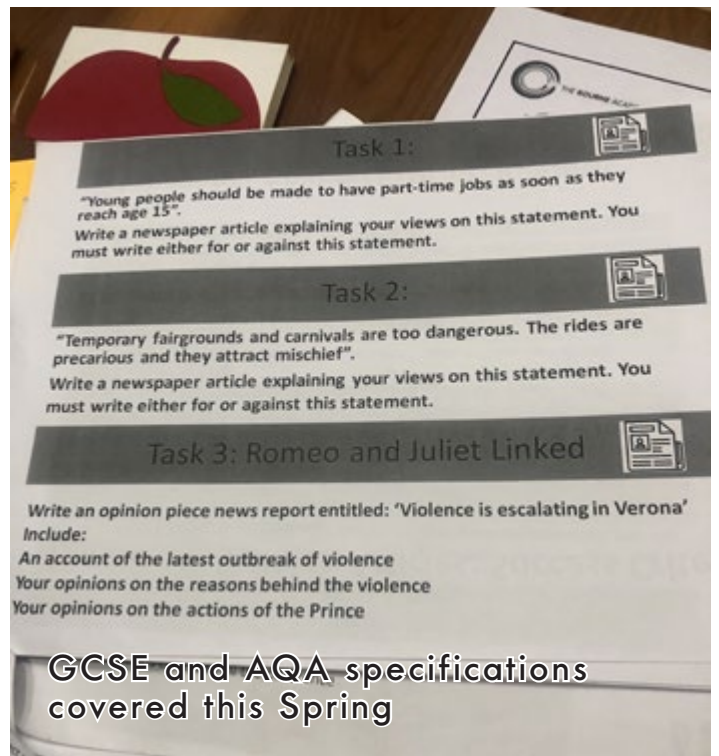 THE BOURNE ACADEMY
Task 1:
"Young people should be made to have part-time jobs as soon as they
reach age 15".
Write a newspaper article explaining your views on this statement. You
must write either for or against this statement.
Task 2:
"Temporary fairgrounds and carnivals are too dangerous. The rides are
precarious and they attract mischief".
Write a newspaper article explaining your views on this statement. You
must write either for or against this statement.
Task 3: Romeo and Juliet Linked
Write an opinion piece news report entitled: 'Violence is escalating in Verona'
Include:
An account of the latest outbreak of violence
Your opinions on the reasons behind the violence
Your opinions on the actions of the Prince
GCSE and AQA specifications
covered this Spring